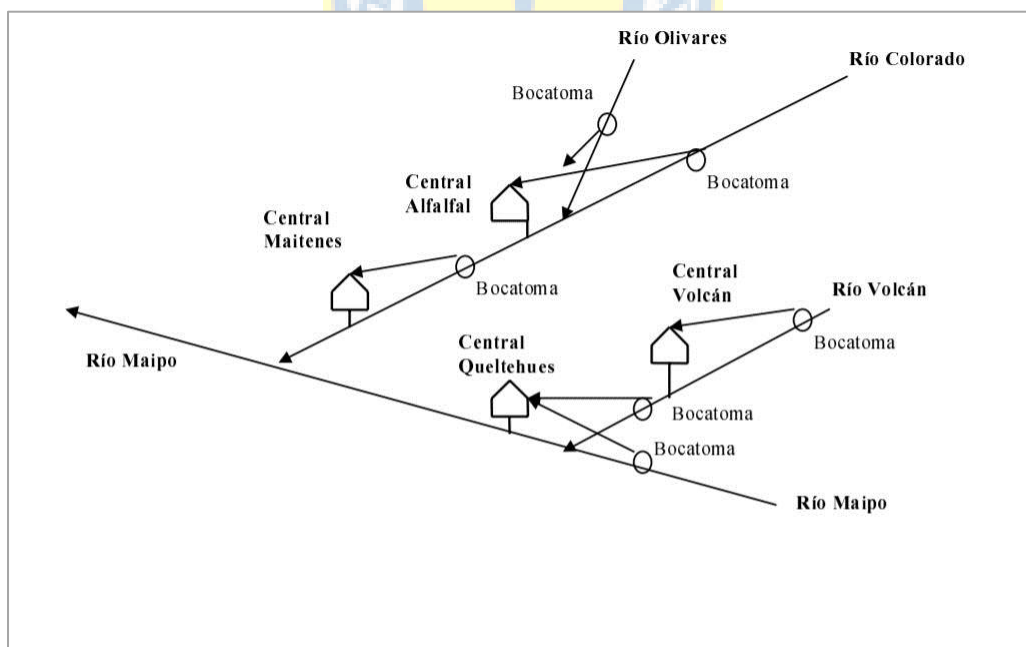 Río Olivares
Río Colorado
Bocatoma
Bocatoma
Central
Alfalfal
Central
Maitenes
Bocatoma
Central
Volcán
Río Volcán
Bocatoma
Río Maipo
Central
Queltehues
Bocatoma
Bocatoma
Río Maipo